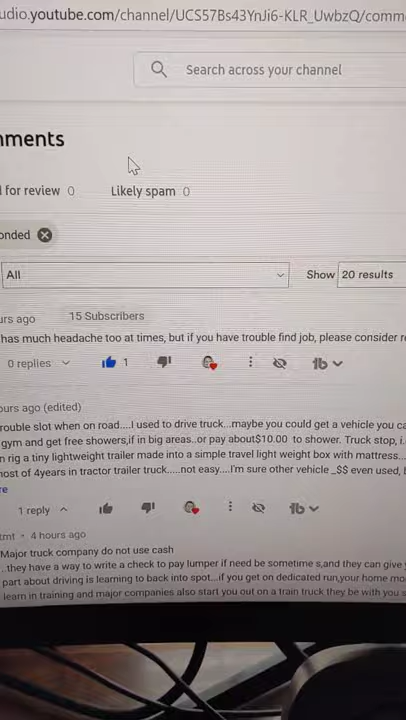 udio.youtube.com/channel/UCS57Bs43YnJi6-KLR_UwbzQ/comm
Search across your channel
nments
l for review 0 Likely spam 0
onded
All Show 20 results
urs ago 15 Subscribers
has much headache too at times, but if you have trouble find job, please consider r
0 replies 1
ours ago (edited)
rouble slot when on road....I used to drive truck...maybe you could get a vehicle you ca
gym and get free showers,if in big areas..or pay about$10.00 to shower. Truck stop, i.
n tiny lightweight trailer made into a simple travel light weight box with mattress...
nost of 4years in tractor trailer truck.....not easy....I'm sure other vehicle _$$ even used, b
re
1 reply
tmt • 4 hours ago
Major truck company do not use cash
..they have a way to write a check to pay lumper if need be sometime s,and they can give y
part about driving is learning to back into spot...if you get on dedicated run,your home mo
learn in training and major companies also start you out on a train truck they be with you s